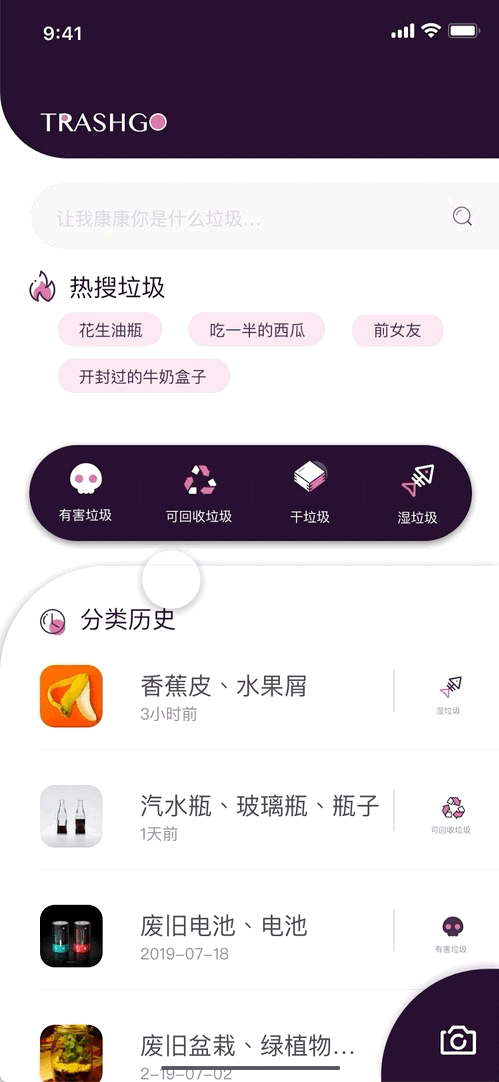 9:41
TRASHGO
让我康康你是什么垃圾...
热搜垃圾
花生油瓶 吃一半的西瓜 前女友
开封过的牛奶盒子
有害垃圾 可回收垃圾 干垃圾 湿垃圾
分类历史
香蕉皮、水果屑
3小时前
湿垃圾
汽水瓶、玻璃瓶、瓶子
1天前
可回收垃圾
废旧电池、电池
2019-07-18
有害垃圾
废旧盆栽、绿植物...
2-19-07-02